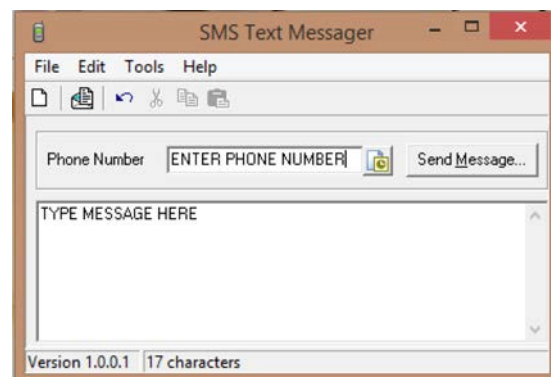 SMS Text Messager
File Edit Tools Help
Phone Number ENTER PHONE NUMBER Send Message...
TYPE MESSAGE HERE
Version 1.0.0.1 17 characters